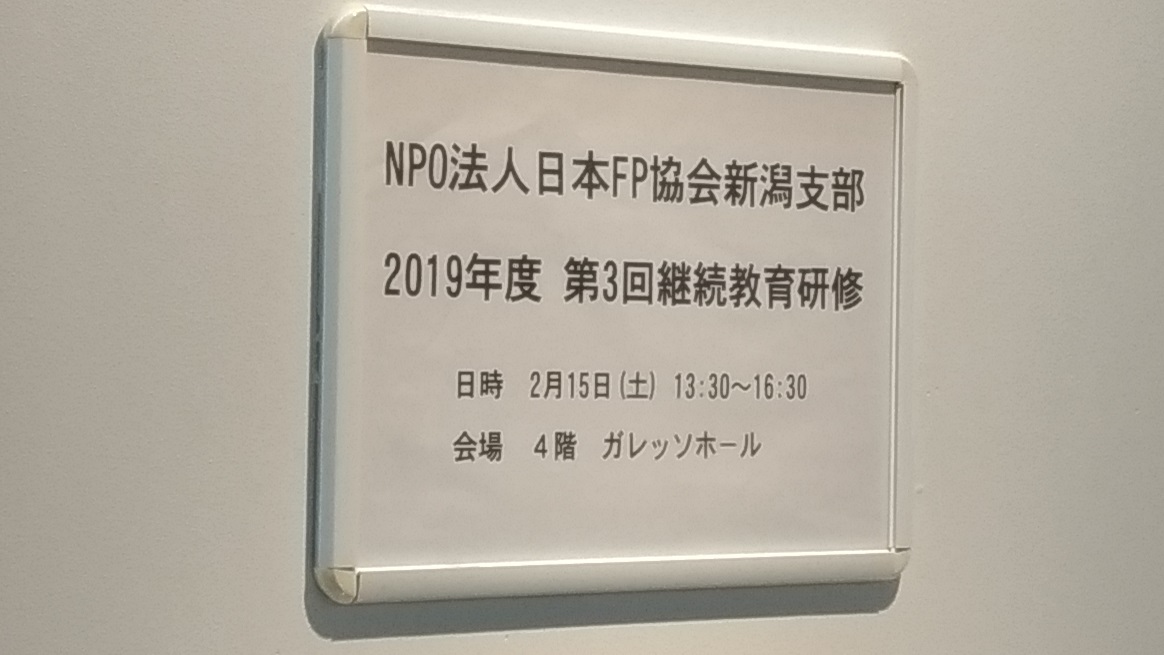 NPO法人日本FP協会新潟支部
2019年度 第3回継続教育研修
日時 2月15日(土) 13:30～16:30
会場 4階 ガレッソホール